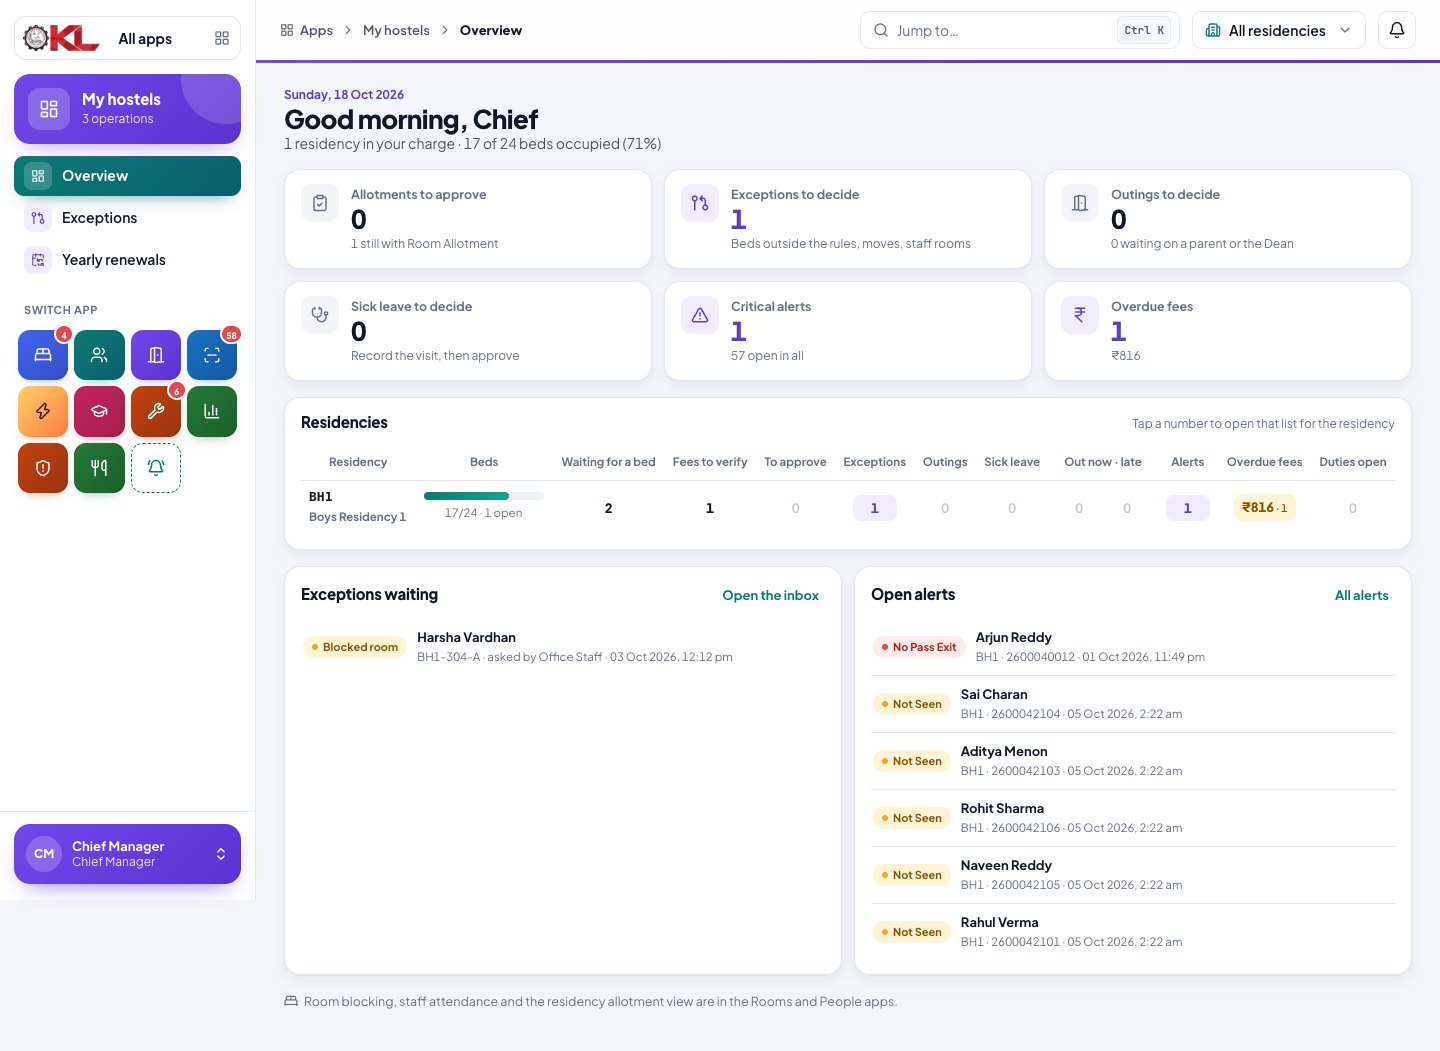 KL
All apps
Apps > My hostels > Overview
Jump to...
Ctrl K
All residencies
My hostels
3 operations
Overview
Exceptions
Yearly renewals
SWITCH APP
4
58
6
CM
Chief Manager
Chief Manager
Sunday, 18 Oct 2026
Good morning, Chief
1 residency in your charge · 17 of 24 beds occupied (71%)
Allotments to approve
0
1 still with Room Allotment
Exceptions to decide
1
Beds outside the rules, moves, staff rooms
Outings to decide
0
0 waiting on a parent or the Dean
Sick leave to decide
0
Record the visit, then approve
Critical alerts
1
57 open in all
Overdue fees
1
₹816
Residencies
Tap a number to open that list for the residency
Residency Beds Waiting for a bed Fees to verify To approve Exceptions Outings Sick leave Out now · late Alerts Overdue fees Duties open
BH1
Boys Residency 1
17/24 · 1 open
2 1 0 1 0 0 0 0 1 ₹816 · 1 0
Exceptions waiting
Open the inbox
Blocked room
Harsha Vardhan
BH1-304-A · asked by Office Staff · 03 Oct 2026, 12:12 pm
Open alerts
All alerts
No Pass Exit
Arjun Reddy
BH1 · 2600040012 · 01 Oct 2026, 11:49 pm
Not Seen
Sai Charan
BH1 · 2600042104 · 05 Oct 2026, 2:22 am
Not Seen
Aditya Menon
BH1 · 2600042103 · 05 Oct 2026, 2:22 am
Not Seen
Rohit Sharma
BH1 · 2600042106 · 05 Oct 2026, 2:22 am
Not Seen
Naveen Reddy
BH1 · 2600042105 · 05 Oct 2026, 2:22 am
Not Seen
Rahul Verma
BH1 · 2600042101 · 05 Oct 2026, 2:22 am
Room blocking, staff attendance and the residency allotment view are in the Rooms and People apps.